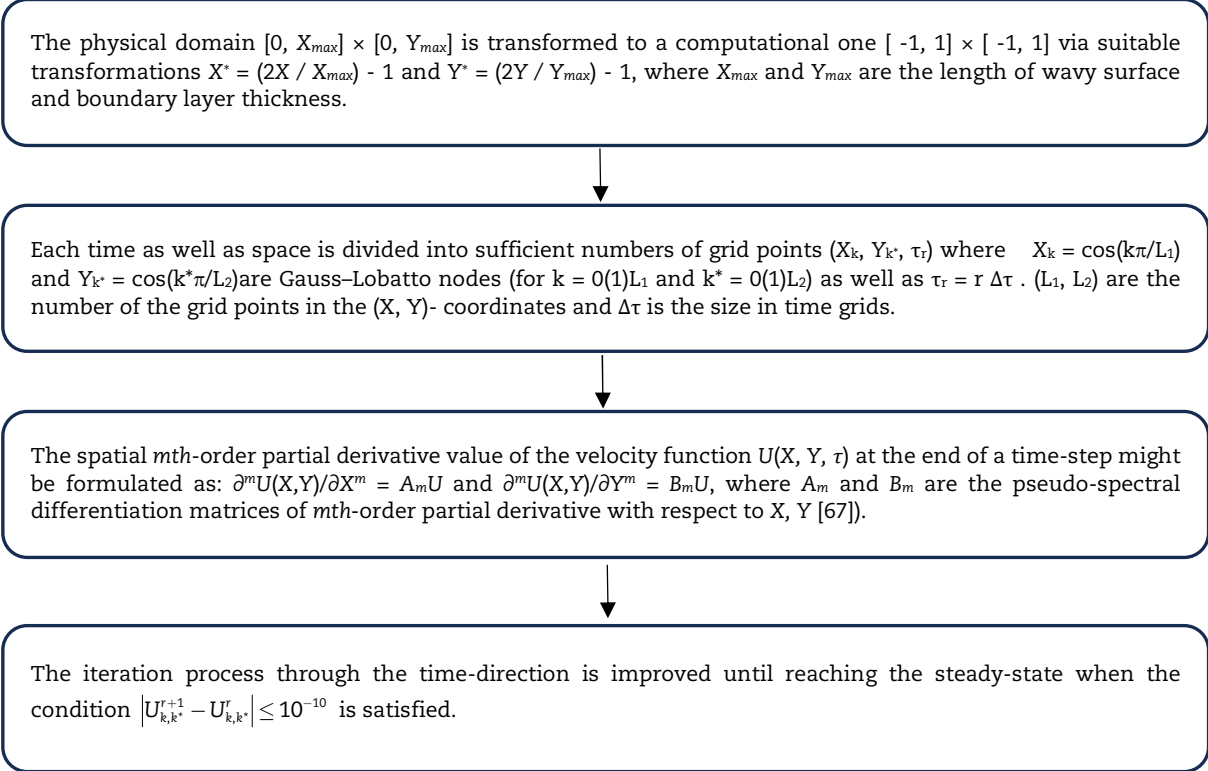 The physical domain [0, Xmax] × [0, Ymax] is transformed to a computational one [ -1, 1] × [ -1, 1] via suitable
transformations X* = (2X / Xmax) - 1 and Y* = (2Y / Ymax) - 1, where Xmax and Ymax are the length of wavy surface
and boundary layer thickness.
Each time as well as space is divided into sufficient numbers of grid points (Xk, Yk*, τr) where Xk = cos(kπ/L1)
and Yk* = cos(k*π/L2)are Gauss–Lobatto nodes (for k = 0(1)L1 and k* = 0(1)L2) as well as τr = r Δτ . (L1, L2) are the
number of the grid points in the (X, Y)- coordinates and Δτ is the size in time grids.
The spatial mth-order partial derivative value of the velocity function U(X, Y, τ) at the end of a time-step might
be formulated as: ∂ᵐU(X,Y)/∂Xᵐ = AmU and ∂ᵐU(X,Y)/∂Yᵐ = BmU, where Am and Bm are the pseudo-spectral
differentiation matrices of mth-order partial derivative with respect to X, Y [67]).
The iteration process through the time-direction is improved until reaching the steady-state when the
condition |U^{r+1}_{k,k*} − U^{r}_{k,k*}| ≤ 10⁻¹⁰ is satisfied.